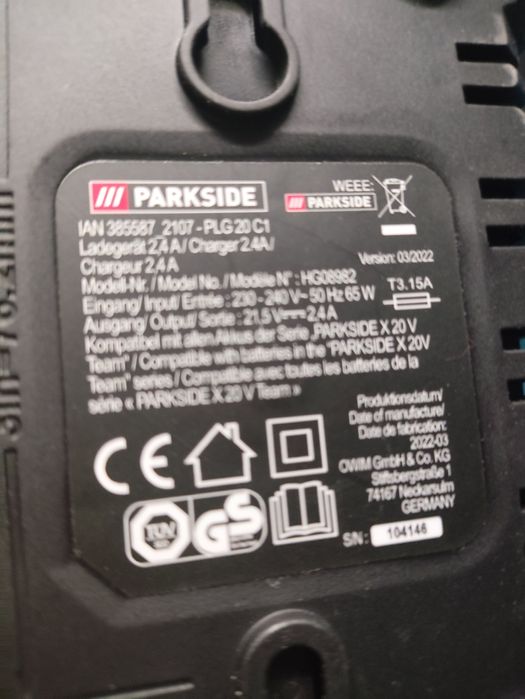 PARKSIDE
IAN 385587_2107 - PLG 20 C1
Ladegerät 2,4 A / Charger 2.4A /
Chargeur 2,4 A
Modell-Nr. / Model No. / Modèle N° : HG08982
Eingang / Input / Entrée : 230 - 240 V~ 50 Hz 65 W
Ausgang / Output / Sortie : 21.5 V⎓ 2.4 A
Kompatibel mit allen Akkus der Serie „PARKSIDE X 20 V
Team“ / Compatible with batteries in the "PARKSIDE X 20V
Team" series / Compatible avec toutes les batteries de la
série « PARKSIDE X 20 V Team »
WEEE:
PARKSIDE
Version: 03/2022
T3.15A
Produktionsdatum/
Date of manufacture/
Date de fabrication:
2022-03
OWIM GmbH & Co. KG
Stiftsbergstraße 1
74167 Neckarsulm
GERMANY
S/N: 104146
CE
TÜV
GS